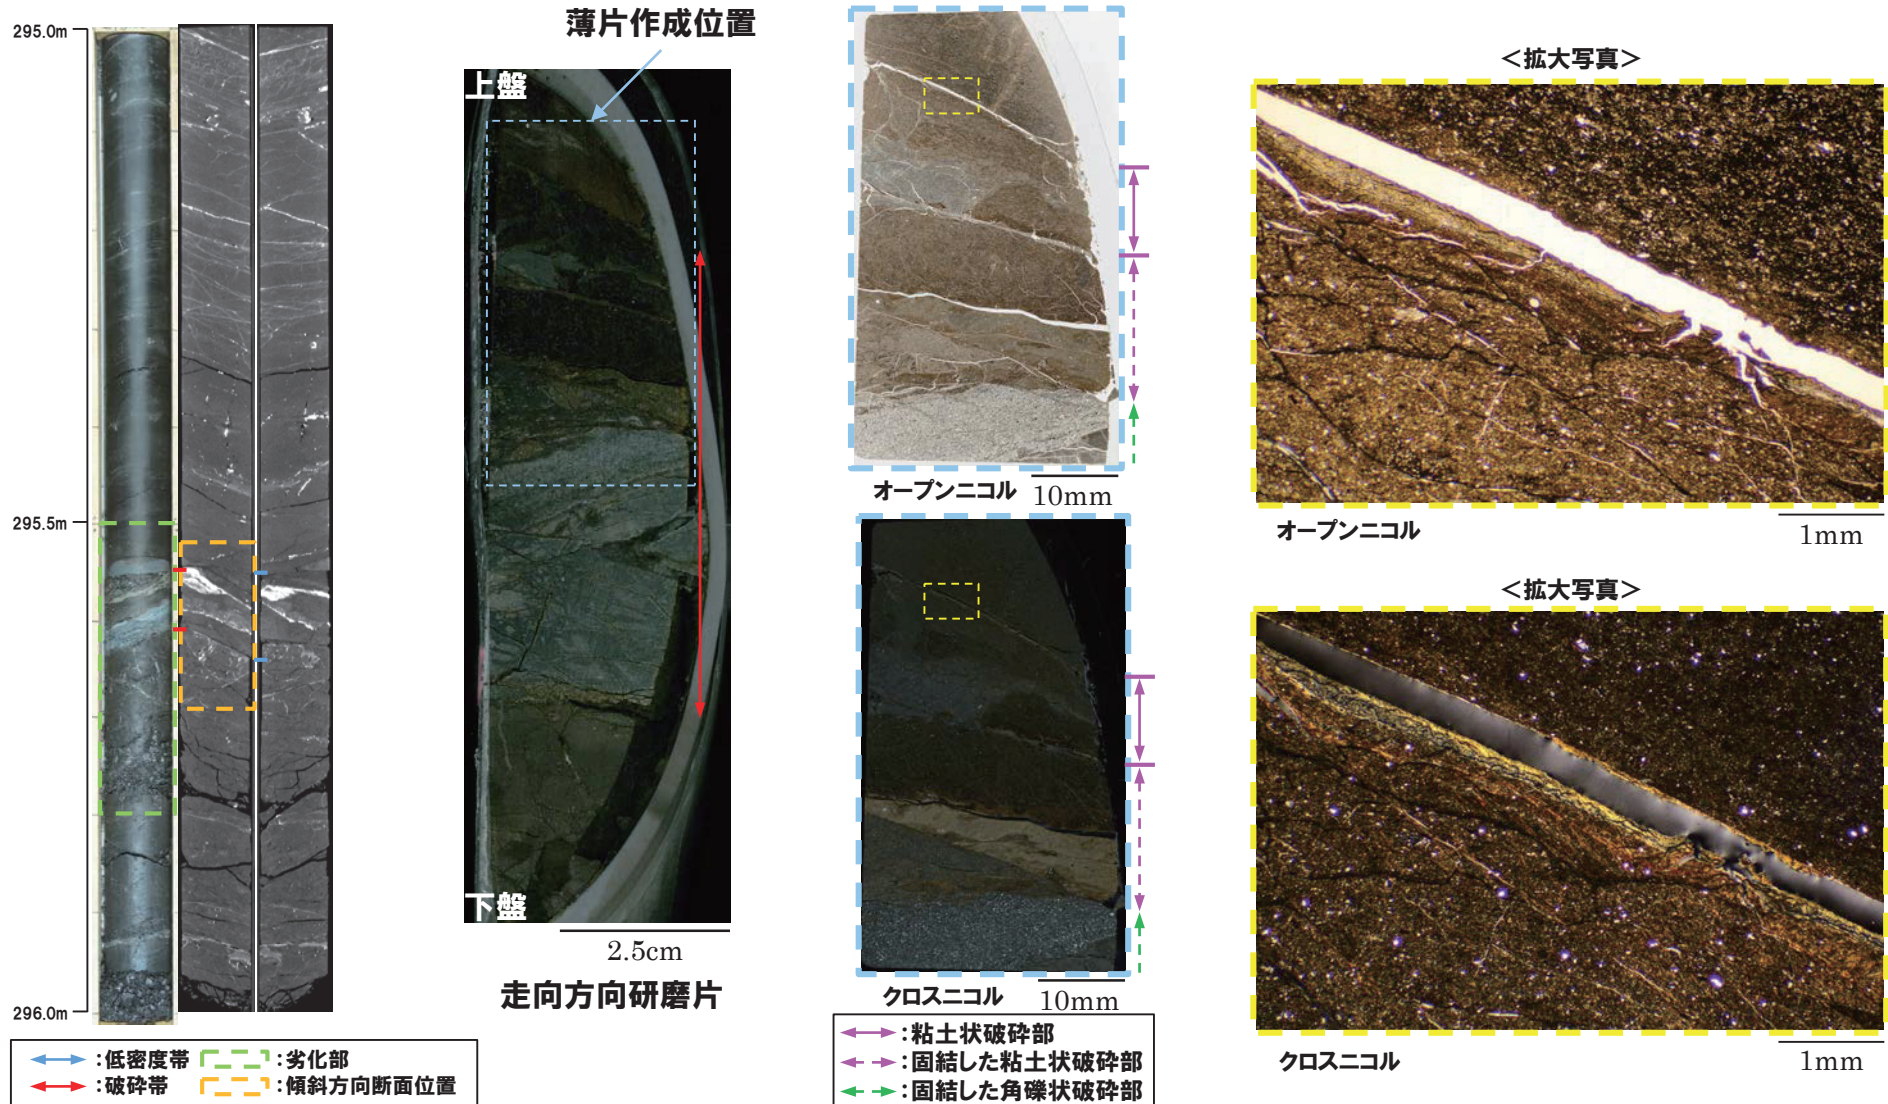 295.0m
295.5m
296.0m
:低密度帯
:劣化部
:破砕帯
:傾斜方向断面位置
薄片作成位置
上盤
下盤
2.5cm
走向方向研磨片
オープンニコル
10mm
クロスニコル
10mm
:粘土状破砕部
:固結した粘土状破砕部
:固結した角礫状破砕部
<拡大写真>
オープンニコル
1mm
<拡大写真>
クロスニコル
1mm